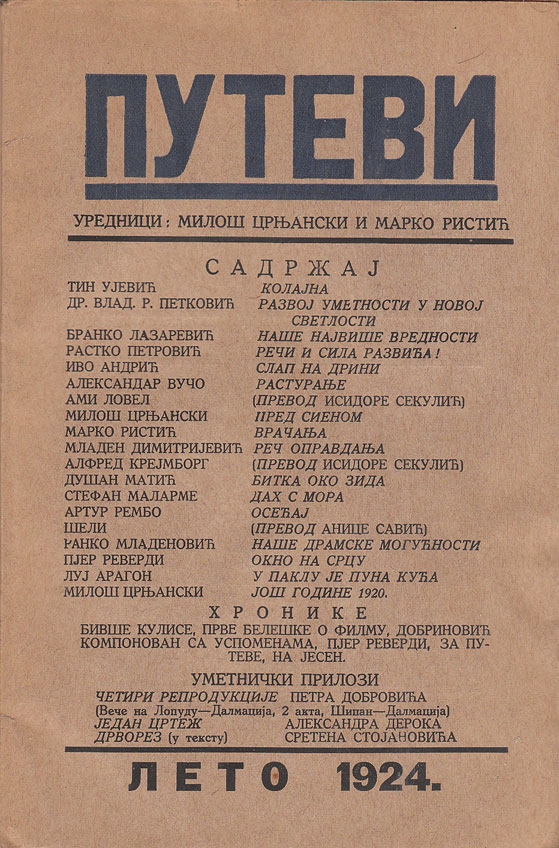 ПУТЕВИ
УРЕДНИЦИ: МИЛОШ ЦРЊАНСКИ И МАРКО РИСТИЋ
САДРЖАЈ
ТИН УЈЕВИЋ КОЛАЈНА
ДР. ВЛАД. Р. ПЕТКОВИЋ РАЗВОЈ УМЕТНОСТИ У НОВОЈ
СВЕТЛОСТИ
БРАНКО ЛАЗАРЕВИЋ НАШЕ НАЈВИШЕ ВРЕДНОСТИ
РАСТКО ПЕТРОВИЋ РЕЧИ И СИЛА РАЗВИЋА!
ИВО АНДРИЋ СЛАП НА ДРИНИ
АЛЕКСАНДАР ВУЧО РАСТУРАЊЕ
АМИ ЛОВЕЛ (ПРЕВОД ИСИДОРЕ СЕКУЛИЋ)
МИЛОШ ЦРЊАНСКИ ПРЕД СИЕНОМ
МАРКО РИСТИЋ ВРАЧАЊА
МЛАДЕН ДИМИТРИЈЕВИЋ РЕЧ ОПРАВДАЊА
АЛФРЕД КРЕЈМБОРГ (ПРЕВОД ИСИДОРЕ СЕКУЛИЋ)
ДУШАН МАТИЋ БИТКА ОКО ЗИДА
СТЕФАН МАЛАРМЕ ДАХ С МОРА
АРТУР РЕМБО ОСЕЋАЈ
ШЕЛИ (ПРЕВОД АНИЦЕ САВИЋ)
РАНКО МЛАДЕНОВИЋ НАШЕ ДРАМСКЕ МОГУЋНОСТИ
ПЈЕР РЕВЕРДИ ОКНО НА СРЦУ
ЛУЈ АРАГОН У ПАКЛУ ЈЕ ПУНА КУЋА
МИЛОШ ЦРЊАНСКИ ЈОШ ГОДИНЕ 1920.
ХРОНИКЕ
БИВШЕ КУЛИСЕ, ПРВЕ БЕЛЕШКЕ О ФИЛМУ, ДОБРИНОВИЋ
КОМПОНОВАН СА УСПОМЕНАМА, ПЈЕР РЕВЕРДИ, ЗА ПУ-
ТЕВЕ, НА ЈЕСЕН.
УМЕТНИЧКИ ПРИЛОЗИ
ЧЕТИРИ РЕПРОДУКЦИЈЕ ПЕТРА ДОБРОВИЋА
(Вече на Лопуду—Далмација, 2 акта, Шипан—Далмација)
ЈЕДАН ЦРТЕЖ АЛЕКСАНДРА ДЕРОКА
ДРВОРЕЗ (у тексту) СРЕТЕНА СТОЈАНОВИЋА
ЛЕТО 1924.